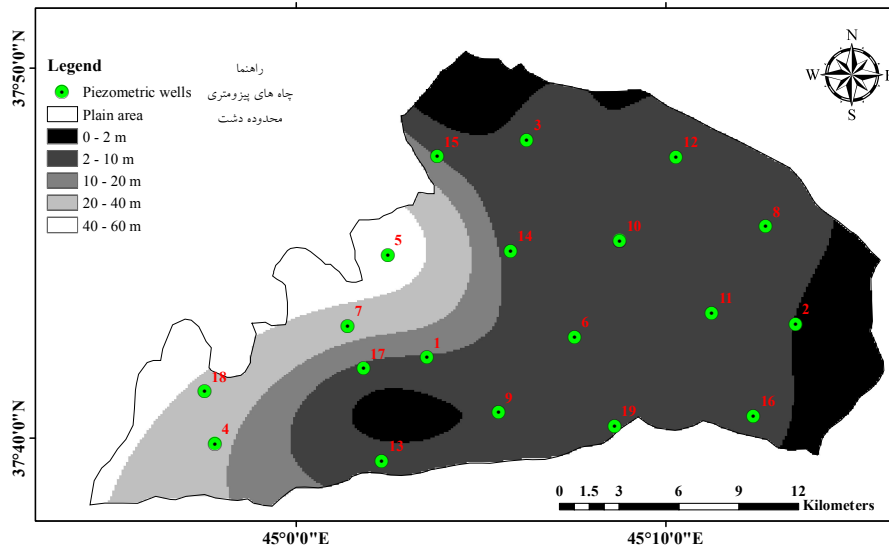 Legend
راهنما
Piezometric wells
چاه های پیزومتری
Plain area
محدوده دشت
0 - 2 m
2 - 10 m
10 - 20 m
20 - 40 m
40 - 60 m
N
W
E
S
37°50'0"N
37°40'0"N
3
15
12
8
5
14
10
7
11
2
6
1
17
18
9
4
19
16
13
0 1.5 3 6 9 12
Kilometers
45°0'0"E
45°10'0"E